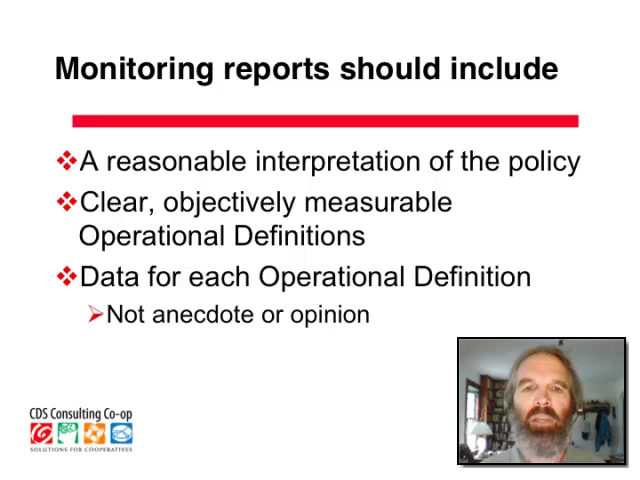 Monitoring reports should include
A reasonable interpretation of the policy
Clear, objectively measurable
Operational Definitions
Data for each Operational Definition
Not anecdote or opinion
CDS Consulting Co-op
SOLUTIONS FOR COOPERATIVES